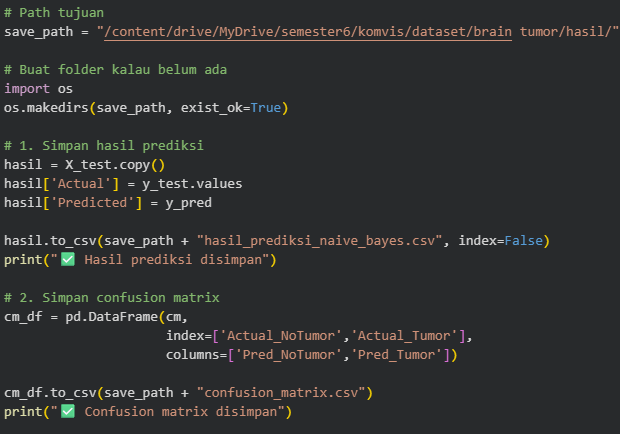 # Path tujuan
save_path = "/content/drive/MyDrive/semester6/komvis/dataset/brain tumor/hasil/"
# Buat folder kalau belum ada
import os
os.makedirs(save_path, exist_ok=True)
# 1. Simpan hasil prediksi
hasil = X_test.copy()
hasil['Actual'] = y_test.values
hasil['Predicted'] = y_pred
hasil.to_csv(save_path + "hasil_prediksi_naive_bayes.csv", index=False)
print("✅ Hasil prediksi disimpan")
# 2. Simpan confusion matrix
cm_df = pd.DataFrame(cm,
index=['Actual_NoTumor','Actual_Tumor'],
columns=['Pred_NoTumor','Pred_Tumor'])
cm_df.to_csv(save_path + "confusion_matrix.csv")
print("✅ Confusion matrix disimpan")